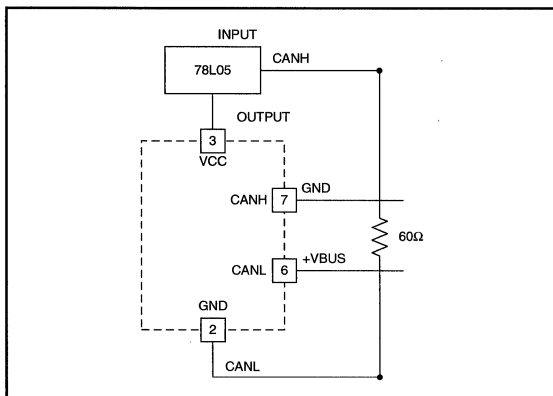 INPUT
78L05
CANH
OUTPUT
3
VCC
CANH
7
GND
60Ω
CANL
6
+VBUS
GND
2
CANL